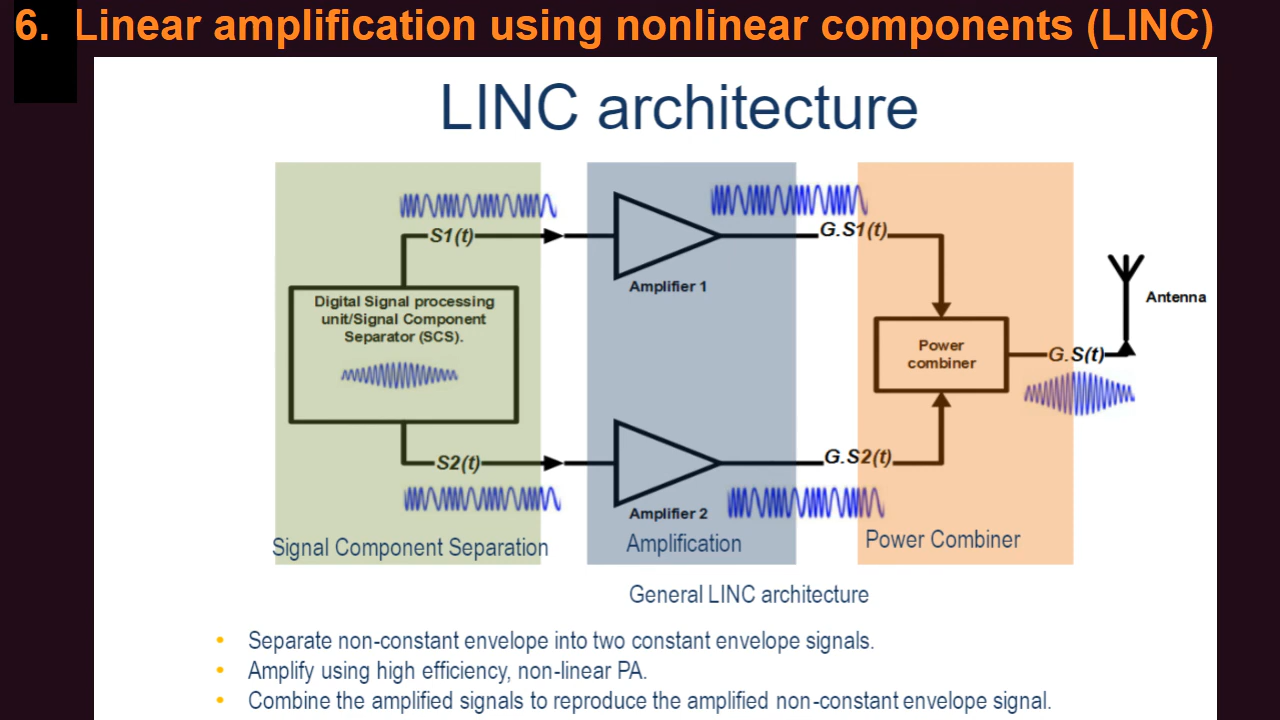 6. Linear amplification using nonlinear components (LINC)
LINC architecture
S1(t)
G.S1(t)
Amplifier 1
Digital Signal processing
unit/Signal Component
Separator (SCS).
Antenna
Power
combiner
G.S(t)
S2(t)
G.S2(t)
Amplifier 2
Signal Component Separation
Amplification
Power Combiner
General LINC architecture
• Separate non-constant envelope into two constant envelope signals.
• Amplify using high efficiency, non-linear PA.
• Combine the amplified signals to reproduce the amplified non-constant envelope signal.